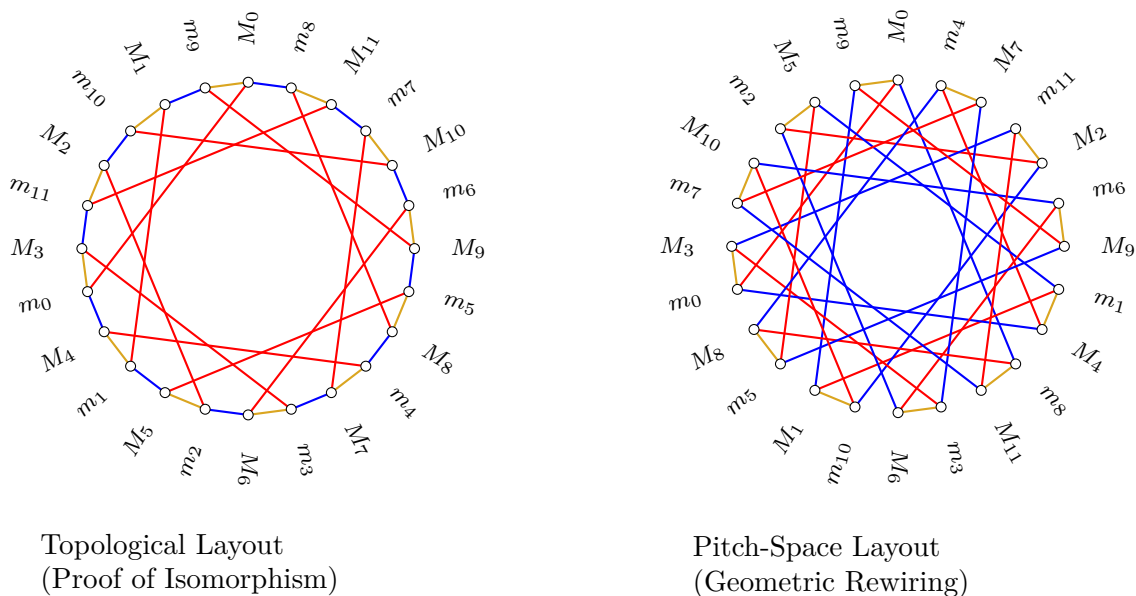 M₀
m₈
M₁₁
m₇
M₁₀
m₆
M₉
m₅
M₈
m₄
M₇
m₃
M₆
m₂
M₅
m₁
M₄
m₀
M₃
m₁₁
M₂
m₁₀
M₁
m₉
Topological Layout
(Proof of Isomorphism)
M₀
m₄
M₇
m₁₁
M₂
m₆
M₉
m₁
M₄
m₈
M₁₁
m₃
M₆
m₁₀
M₁
m₅
M₈
m₀
M₃
m₇
M₁₀
m₂
M₅
m₉
Pitch-Space Layout
(Geometric Rewiring)